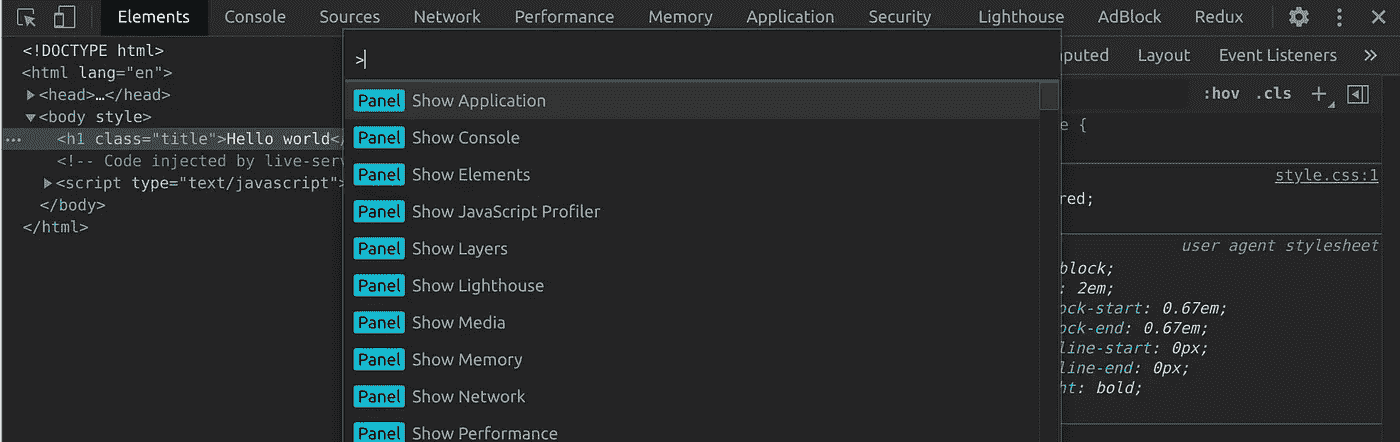 Elements Console Sources Network Performance Memory Application Security Lighthouse AdBlock Redux
<!DOCTYPE html>
<html lang="en">
<head>…</head>
<body style>
<h1 class="title">Hello world</
<!-- Code injected by live-serv
<script type="text/javascript">
</body>
</html>
>
Panel Show Application
Panel Show Console
Panel Show Elements
Panel Show JavaScript Profiler
Panel Show Layers
Panel Show Lighthouse
Panel Show Media
Panel Show Memory
Panel Show Network
Panel Show Performance
Layout Event Listeners
:hov .cls
e {
style.css:1
red;
user agent stylesheet
block;
: 2em;
ock-start: 0.67em;
ock-end: 0.67em;
line-start: 0px;
line-end: 0px;
ht: bold;